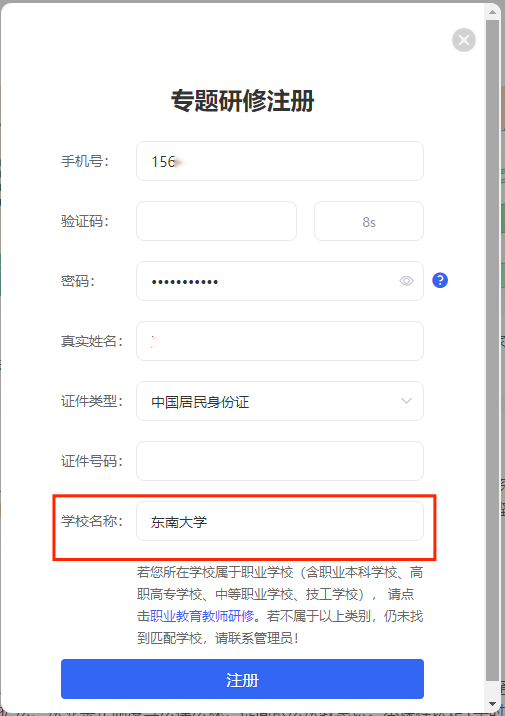 专题研修注册
手机号: 156
验证码: 8s
密码: •••••••••••
真实姓名:
证件类型: 中国居民身份证
证件号码:
学校名称: 东南大学
若您所在学校属于职业学校（含职业本科学校、高
职高专学校、中等职业学校、技工学校），请点
击职业教育教师研修。若不属于以上类别，仍未找
到匹配学校，请联系管理员！
注册